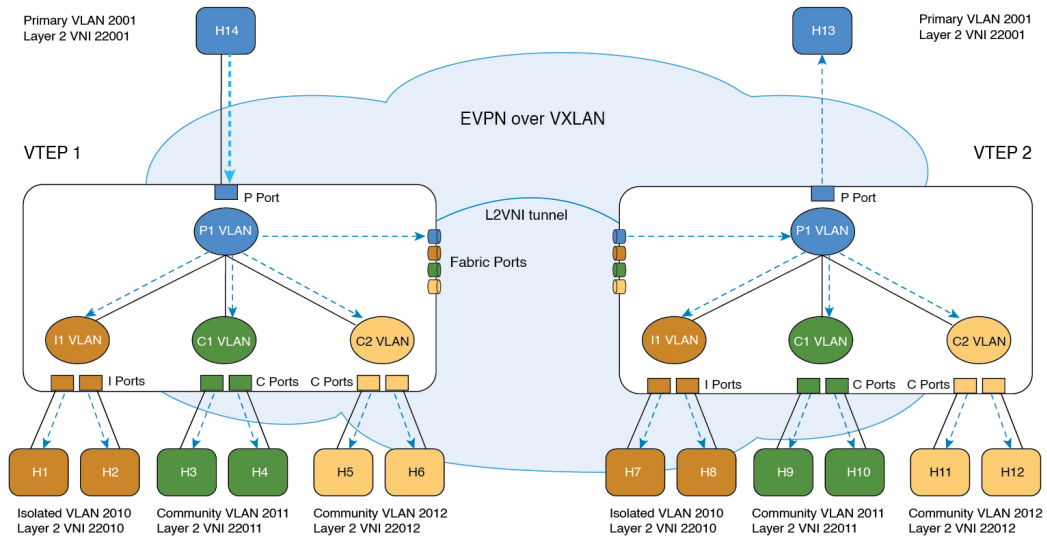 Primary VLAN 2001
Layer 2 VNI 22001
H14
H13
Primary VLAN 2001
Layer 2 VNI 22001
EVPN over VXLAN
VTEP 1
VTEP 2
P Port
P Port
P1 VLAN
L2VNI tunnel
Fabric Ports
P1 VLAN
I1 VLAN
C1 VLAN
C2 VLAN
I1 VLAN
C1 VLAN
C2 VLAN
I Ports
C Ports
C Ports
I Ports
C Ports
C Ports
H1
H2
H3
H4
H5
H6
H7
H8
H9
H10
H11
H12
Isolated VLAN 2010
Layer 2 VNI 22010
Community VLAN 2011
Layer 2 VNI 22011
Community VLAN 2012
Layer 2 VNI 22012
Isolated VLAN 2010
Layer 2 VNI 22010
Community VLAN 2011
Layer 2 VNI 22011
Community VLAN 2012
Layer 2 VNI 22012